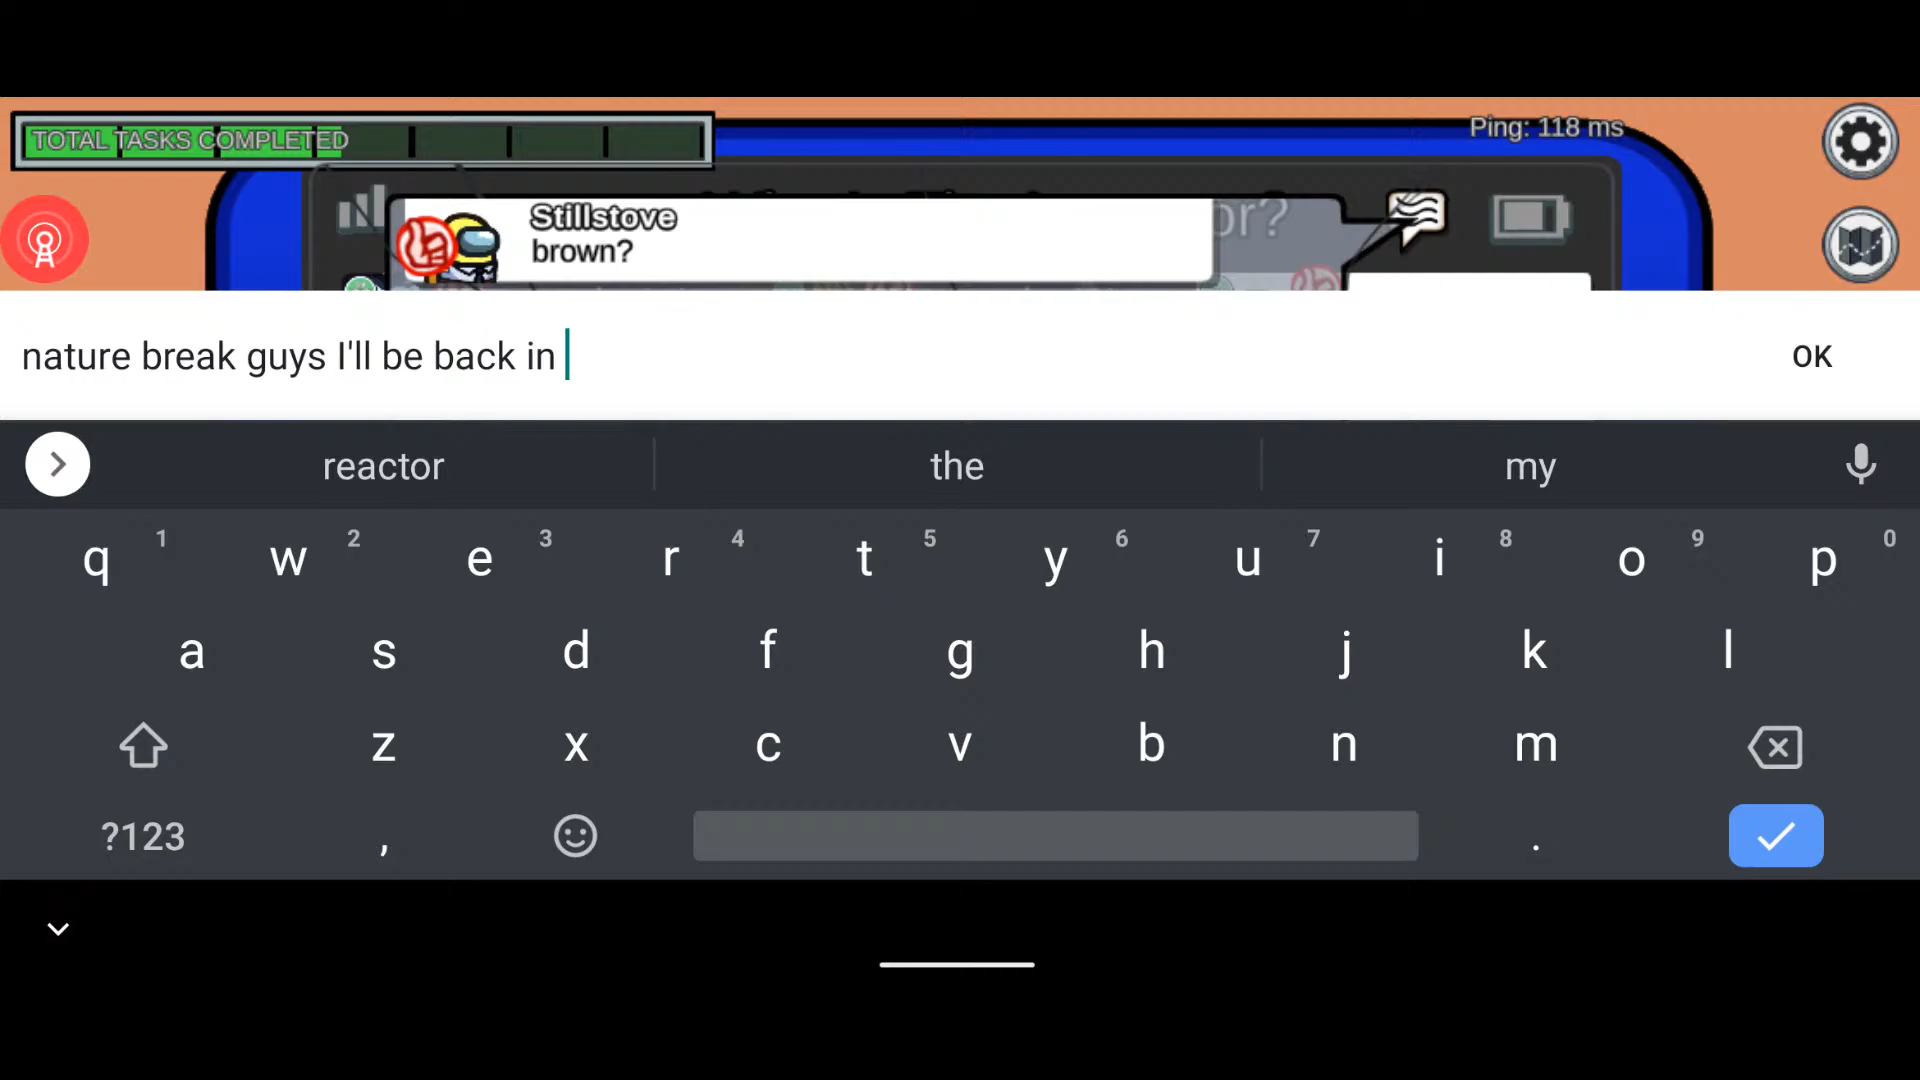 TOTAL TASKS COMPLETED
Ping: 118 ms
or?
Stillstove
brown?
nature break guys I'll be back in
OK
reactor the my
q 1 w 2 e 3 r 4 t 5 y 6 u 7 i 8 o 9 p 0
a s d f g h j k l
z x c v b n m
?123 , .